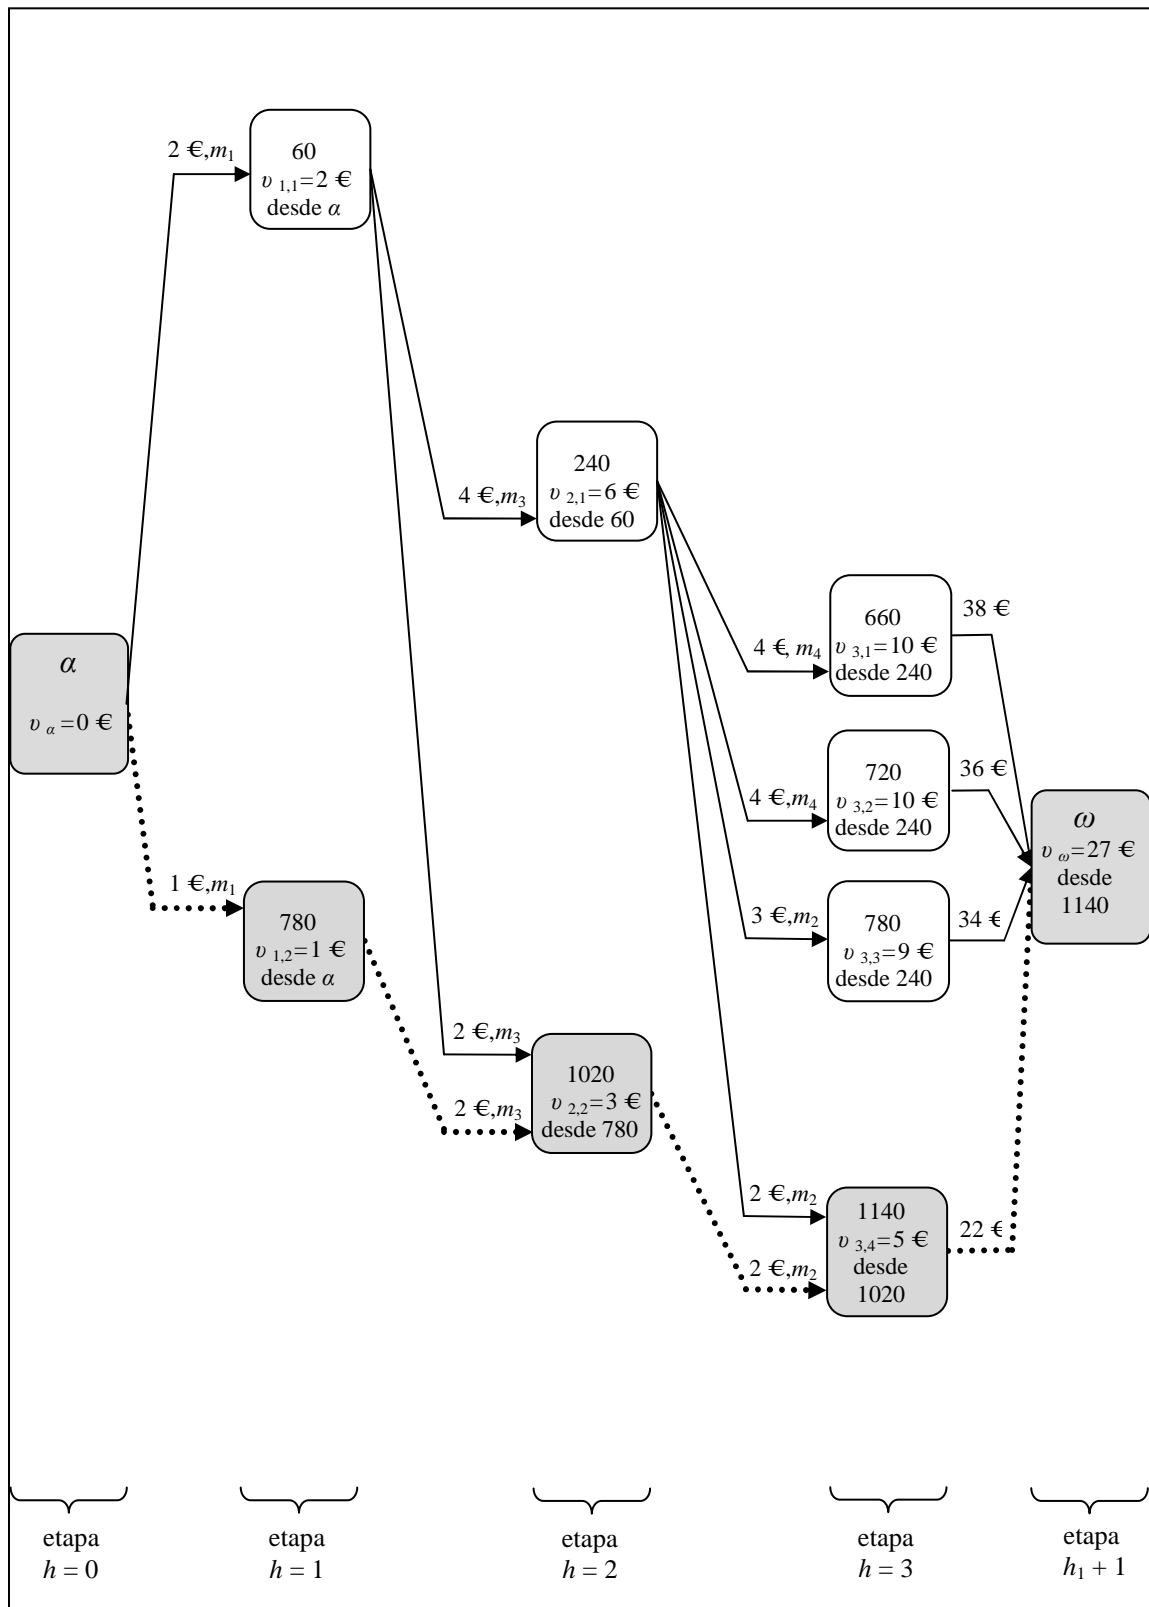 2 €,m₁
60
υ ₁,₁=2 €
desde α
240
υ ₂,₁=6 €
desde 60
4 €,m₃
660
υ ₃,₁=10 €
desde 240
38 €
4 €, m₄
α
υ α =0 €
720
υ ₃,₂=10 €
desde 240
36 €
4 €,m₄
ω
υ ω=27 €
desde
1140
1 €,m₁
780
υ ₁,₂=1 €
desde α
3 €,m₂
780
υ ₃,₃=9 €
desde 240
34 €
2 €,m₃
2 €,m₃
1020
υ ₂,₂=3 €
desde 780
2 €,m₂
2 €,m₂
1140
υ ₃,₄=5 €
desde
1020
22 €
etapa
h = 0
etapa
h = 1
etapa
h = 2
etapa
h = 3
etapa
h₁ + 1